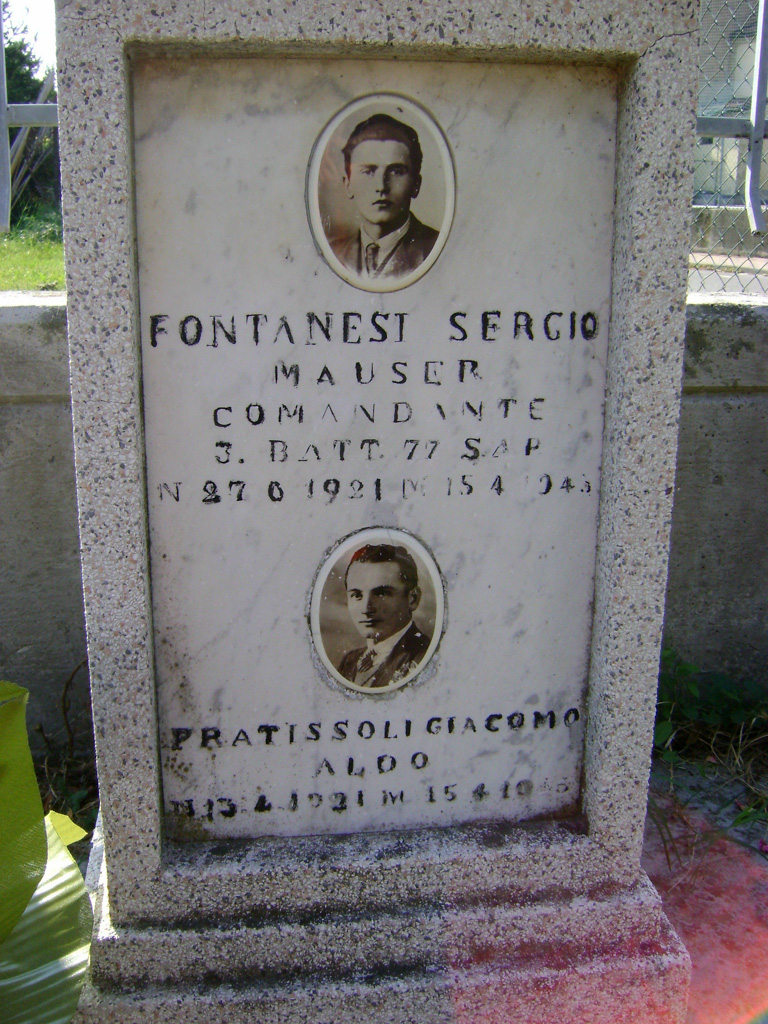 FONTANESI SERGIO
MAUSER
COMANDANTE
3. BATT. 77 SAP
N 27 6 1921 M 15 4 1945
PRATISSOLI GIACOMO
ALDO
N. 13 4 1921 M 15 4 1945